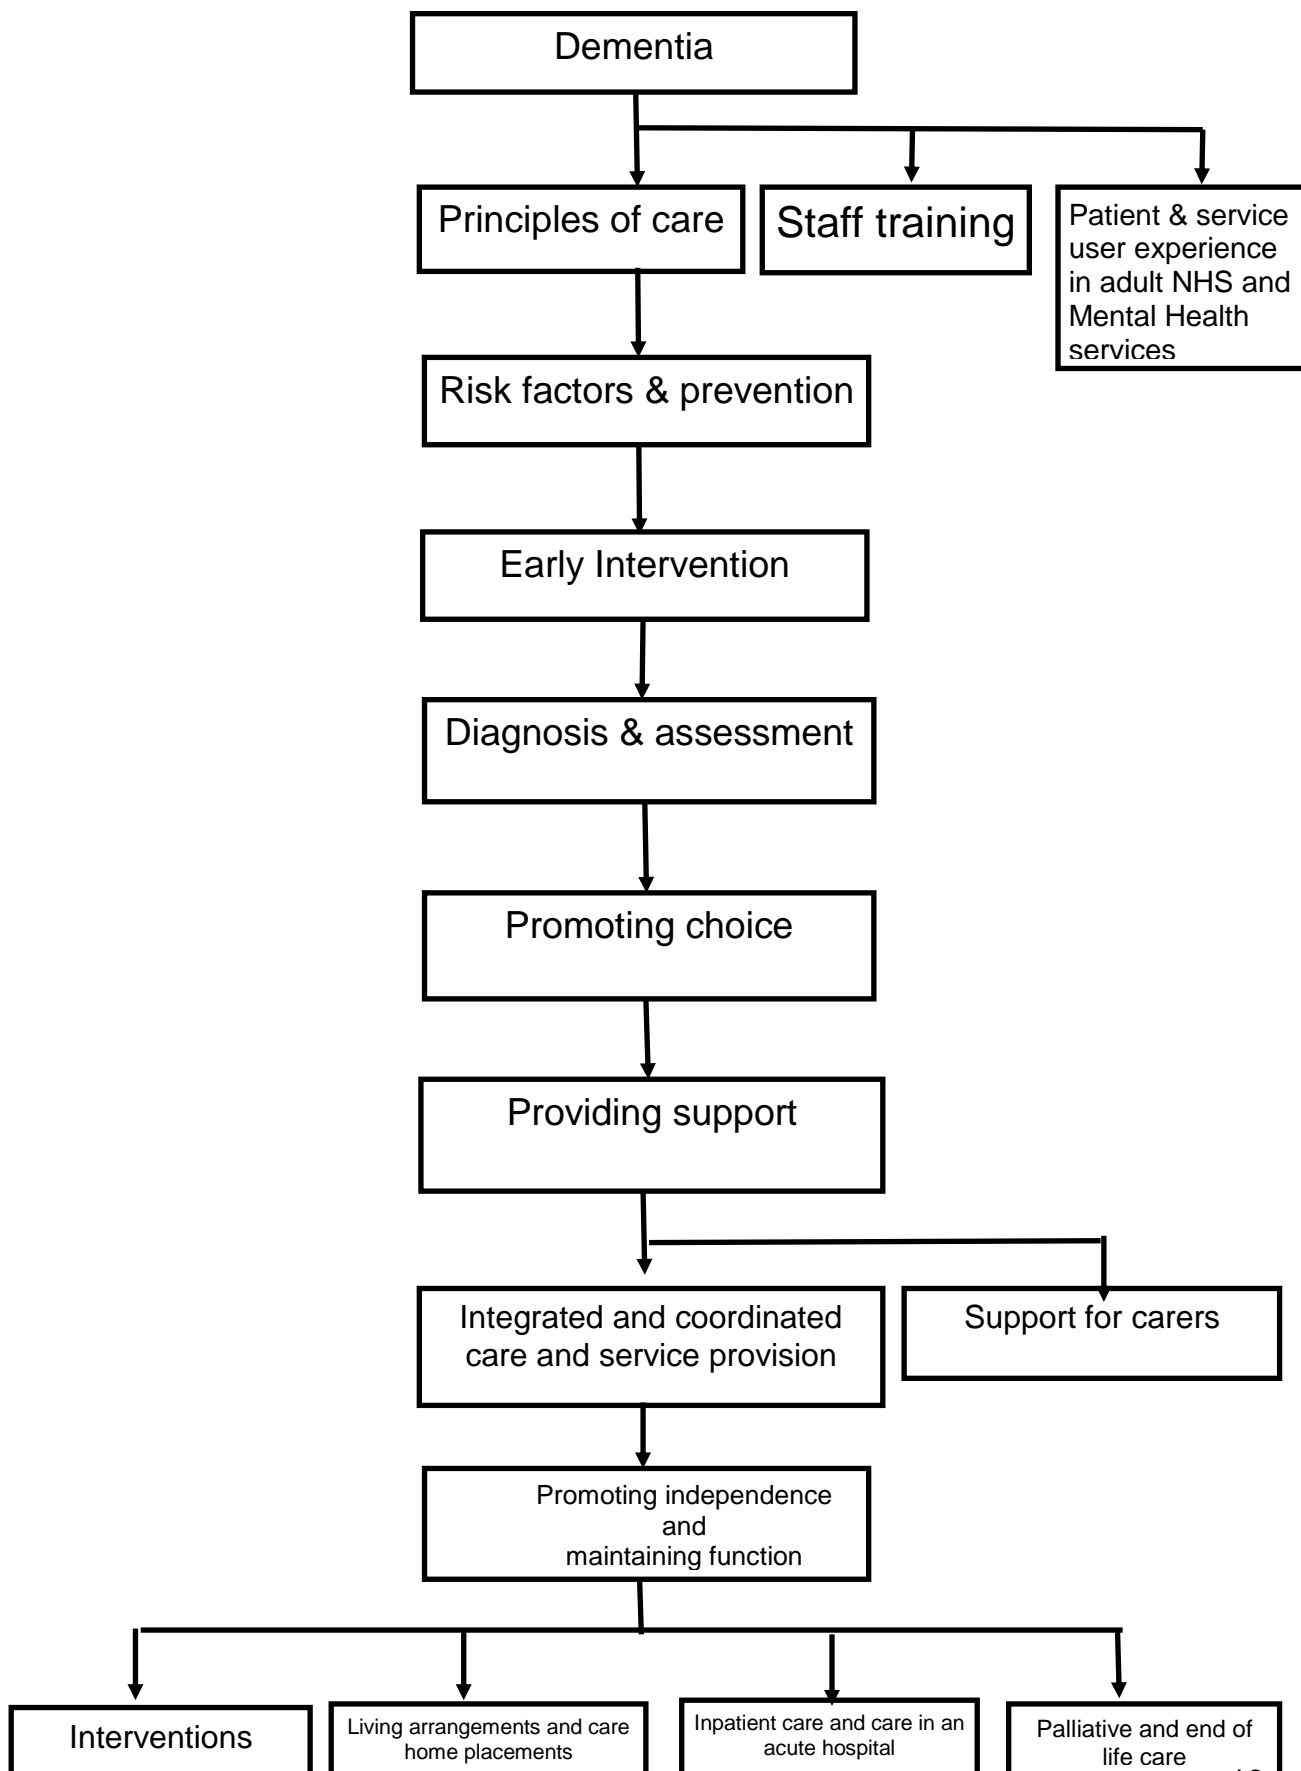 Dementia
Principles of care
Staff training
Patient & service
user experience
in adult NHS and
Mental Health
services
Risk factors & prevention
Early Intervention
Diagnosis & assessment
Promoting choice
Providing support
Integrated and coordinated
care and service provision
Support for carers
Promoting independence
and
maintaining function
Interventions
Living arrangements and care
home placements
Inpatient care and care in an
acute hospital
Palliative and end of
life care